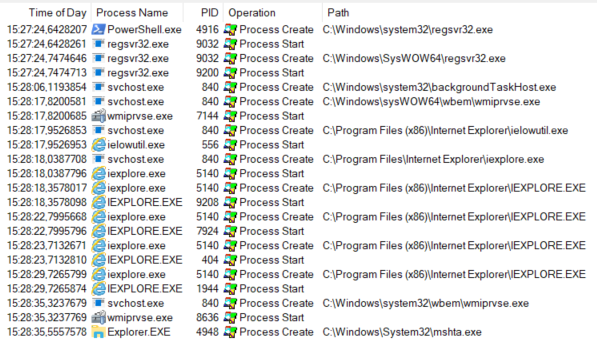 Time of Day Process Name PID Operation Path
15:27:24,6428207 PowerShell.exe 4916 Process Create C:\Windows\system32\regsvr32.exe
15:27:24,6428261 regsvr32.exe 9032 Process Start
15:27:24,7474646 regsvr32.exe 9032 Process Create C:\Windows\SysWOW64\regsvr32.exe
15:27:24,7474713 regsvr32.exe 9200 Process Start
15:28:06,1193854 svchost.exe 840 Process Create C:\Windows\system32\backgroundTaskHost.exe
15:28:17,8200581 svchost.exe 840 Process Create C:\Windows\sysWOW64\wbem\wmiprvse.exe
15:28:17,8200685 wmiprvse.exe 7144 Process Start
15:28:17,9526853 svchost.exe 840 Process Create C:\Program Files (x86)\Internet Explorer\ielowutil.exe
15:28:17,9526953 ielowutil.exe 556 Process Start
15:28:18,0387708 svchost.exe 840 Process Create C:\Program Files\Internet Explorer\iexplore.exe
15:28:18,0387796 iexplore.exe 5140 Process Start
15:28:18,3578017 iexplore.exe 5140 Process Create C:\Program Files (x86)\Internet Explorer\IEXPLORE.EXE
15:28:18,3578098 IEXPLORE.EXE 9208 Process Start
15:28:22,7995668 iexplore.exe 5140 Process Create C:\Program Files (x86)\Internet Explorer\IEXPLORE.EXE
15:28:22,7995796 IEXPLORE.EXE 7924 Process Start
15:28:23,7132671 iexplore.exe 5140 Process Create C:\Program Files (x86)\Internet Explorer\IEXPLORE.EXE
15:28:23,7132810 IEXPLORE.EXE 404 Process Start
15:28:29,7265799 iexplore.exe 5140 Process Create C:\Program Files (x86)\Internet Explorer\IEXPLORE.EXE
15:28:29,7265874 IEXPLORE.EXE 1944 Process Start
15:28:35,3237679 svchost.exe 840 Process Create C:\Windows\system32\wbem\wmiprvse.exe
15:28:35,3237769 wmiprvse.exe 8636 Process Start
15:28:35,5557578 Explorer.EXE 4948 Process Create C:\Windows\System32\mshta.exe